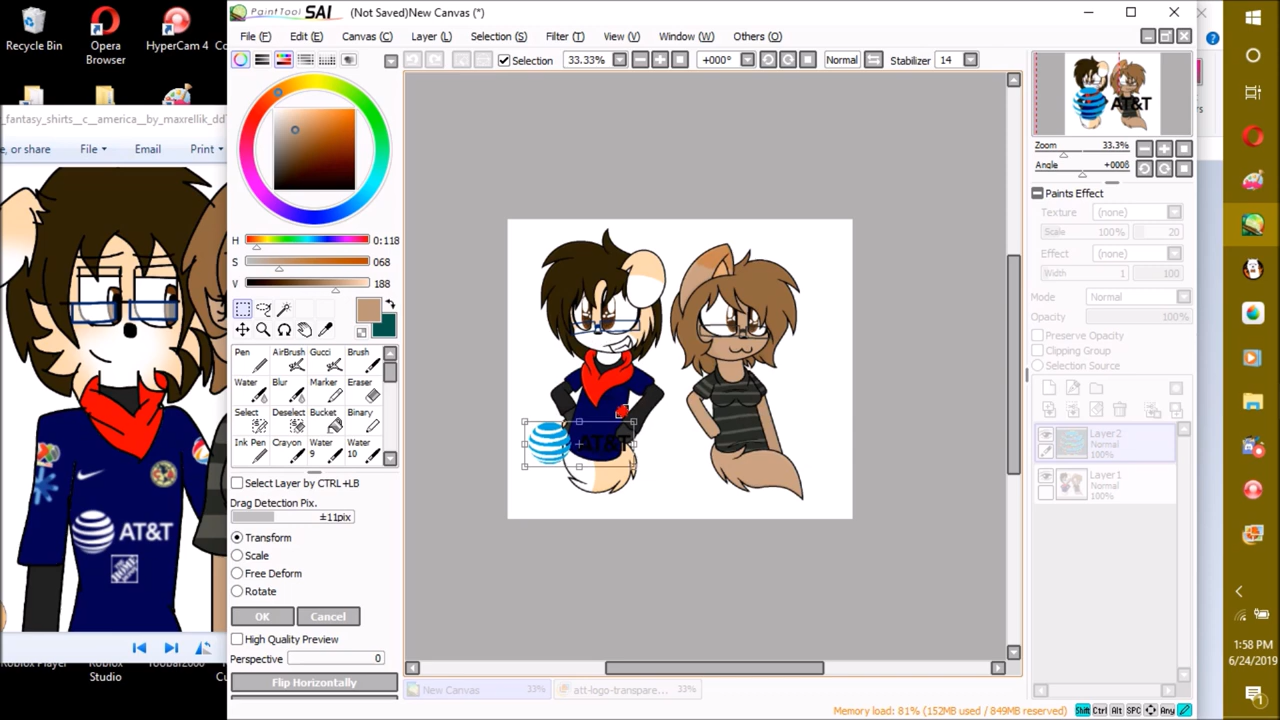 PaintTool SAI (Not Saved)New Canvas (*)
File (F) Edit (E) Canvas (C) Layer (L) Selection (S) Filter (T) View (V) Window (W) Others (O)
Selection 33.33% +000° Normal Stabilizer 14
Recycle Bin
Opera Browser
HyperCam 4
_fantasy_shirts__c__america__by_maxrellik_dd
e, or share File Email Print
AT&T
H 0:118
S 068
V 188
Pen AirBrush Gucci Brush
Water Blur Marker Eraser
Select Deselect Bucket Binary
Ink Pen Crayon Water 9 Water 10
Select Layer by CTRL+LB
Drag Detection Pix.
±11pix
Transform
Scale
Free Deform
Rotate
OK Cancel
High Quality Preview
Perspective 0
Flip Horizontally
AT&T
AT&T
Zoom 33.3%
Angle +000ß
Paints Effect
Texture (none)
Scale 100% 20
Effect (none)
Width 1 100
Mode Normal
Opacity 100%
Preserve Opacity
Clipping Group
Selection Source
Layer2
Normal
100%
Layer1
Normal
100%
New Canvas 33% att-logo-transpare... 33%
Memory load: 81% (152MB used / 849MB reserved)
Shift Ctrl Alt SPC Any
Roblox Player
Roblox Studio
1:58 PM
6/24/2019